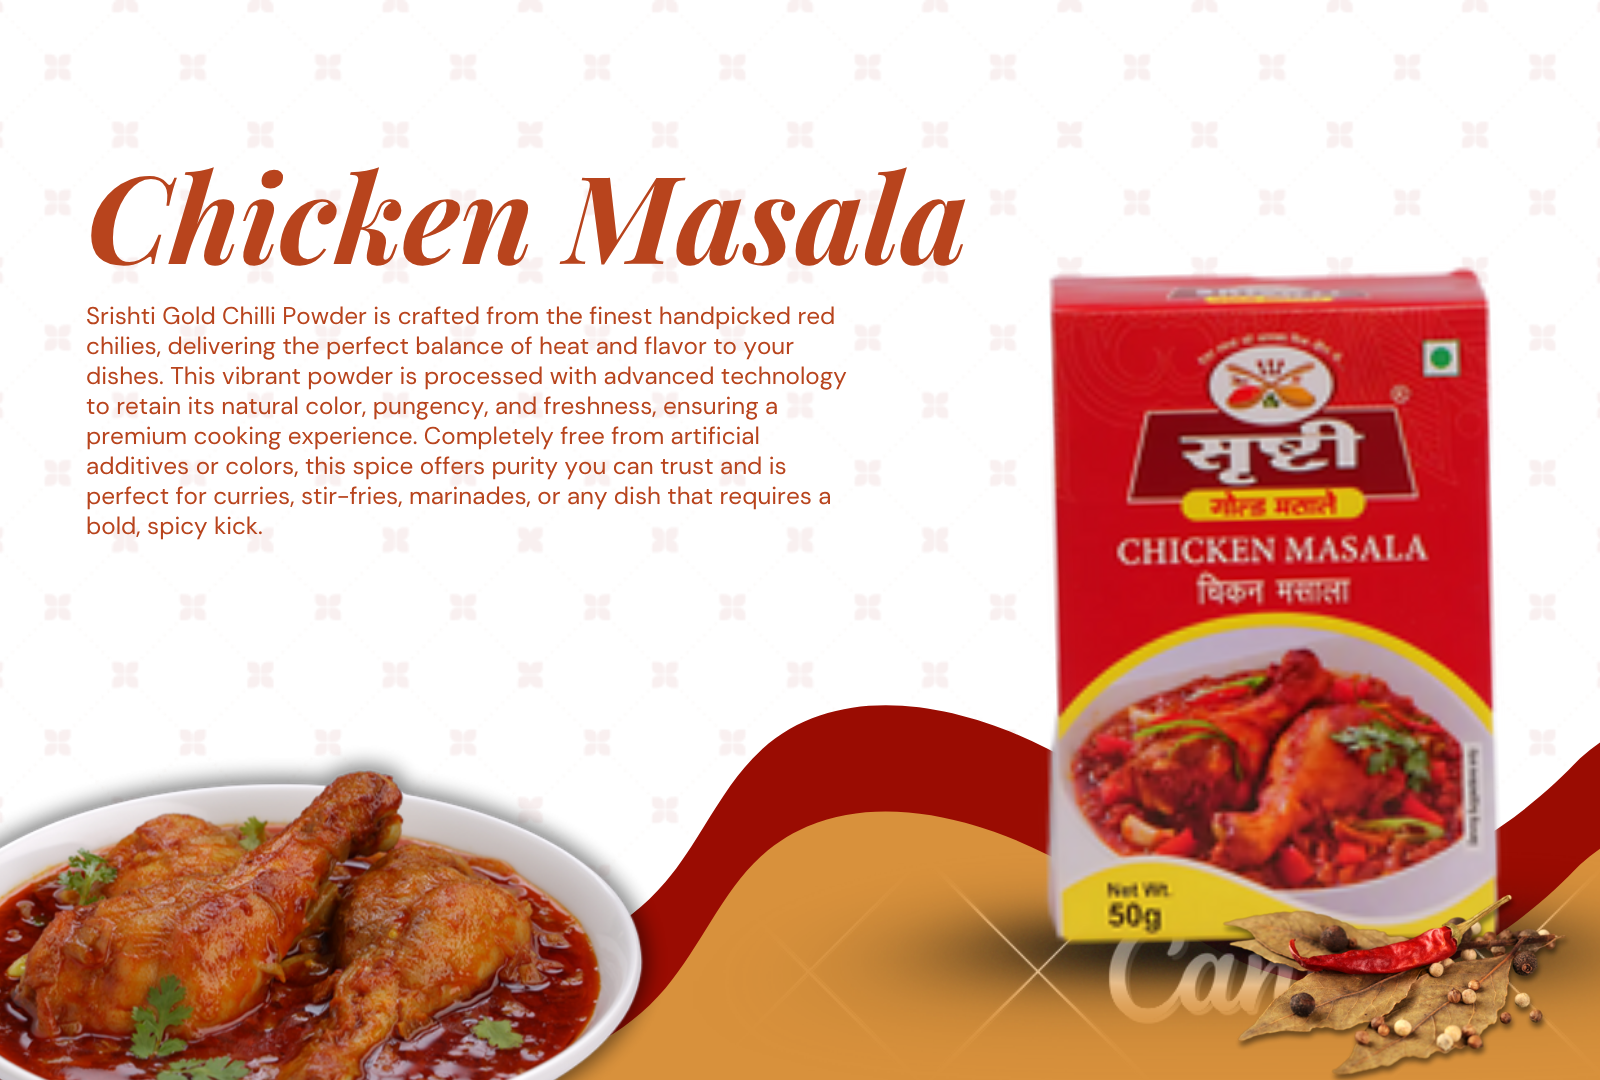 Chicken Masala
Srishti Gold Chilli Powder is crafted from the finest handpicked red
chilies, delivering the perfect balance of heat and flavor to your
dishes. This vibrant powder is processed with advanced technology
to retain its natural color, pungency, and freshness, ensuring a
premium cooking experience. Completely free from artificial
additives or colors, this spice offers purity you can trust and is
perfect for curries, stir-fries, marinades, or any dish that requires a
bold, spicy kick.
®
सृष्टी
गोल्ड मसाले
CHICKEN MASALA
चिकन मसाला
Net Wt.
50g